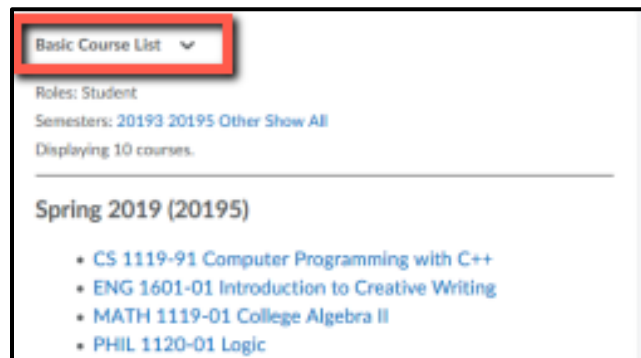 Basic Course List
Roles: Student
Semesters: 20193 20195 Other Show All
Displaying 10 courses.
Spring 2019 (20195)
• CS 1119-91 Computer Programming with C++
• ENG 1601-01 Introduction to Creative Writing
• MATH 1119-01 College Algebra II
• PHIL 1120-01 Logic